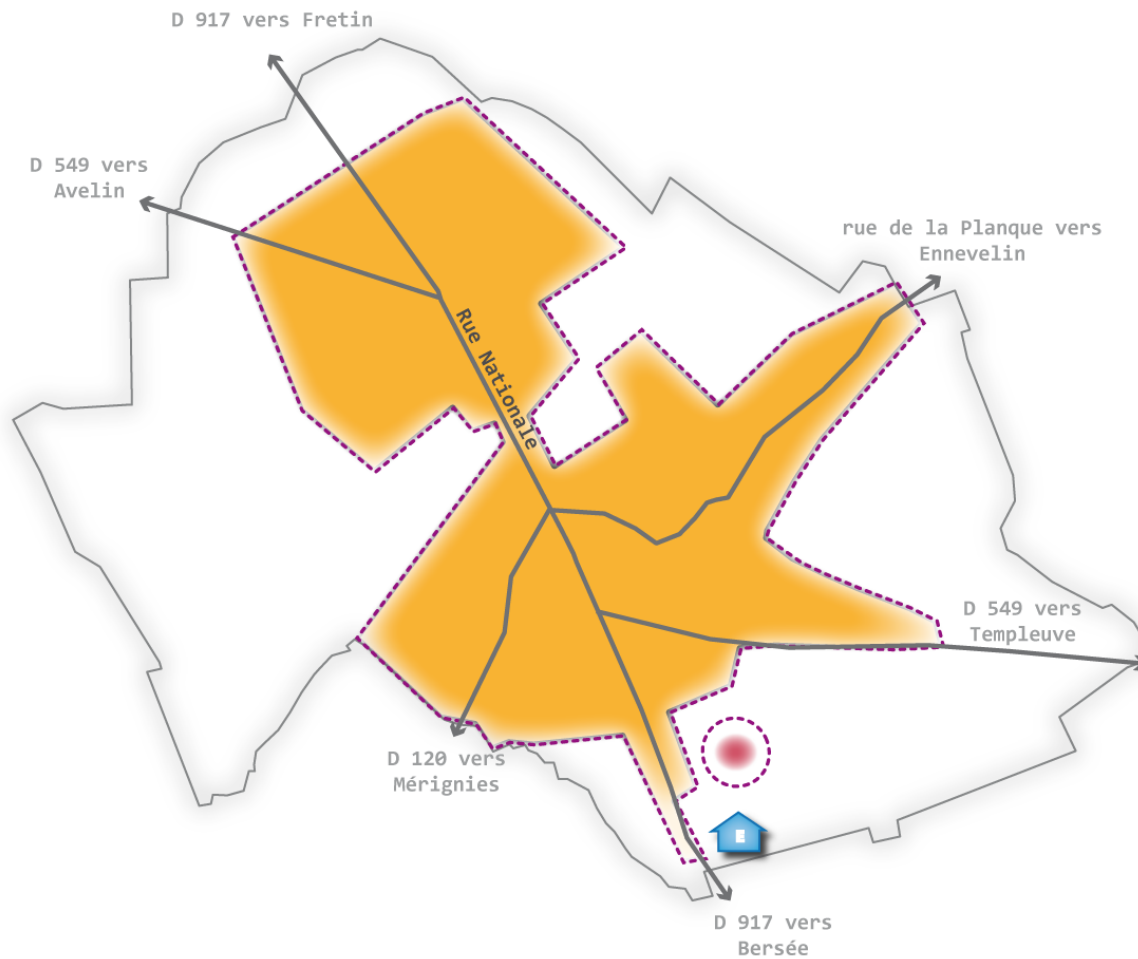 D 917 vers Fretin
D 549 vers
Avelin
rue de la Planque vers
Ennevelin
Rue Nationale
D 549 vers
Templeuve
D 120 vers
Mérignies
E
D 917 vers
Bersée